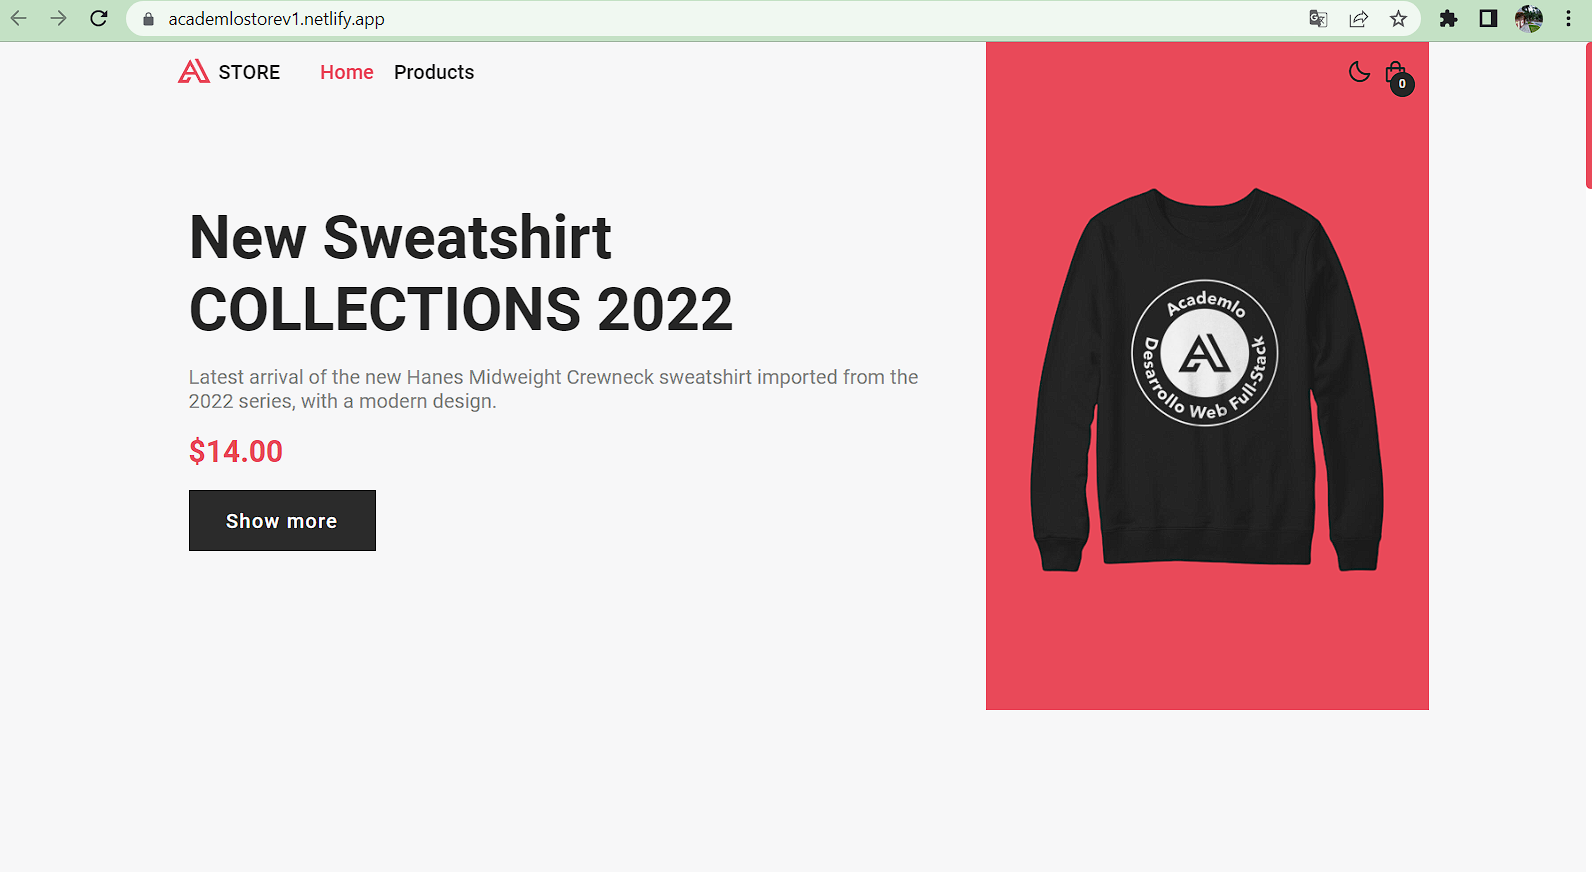 academlostorev1.netlify.app
STORE Home Products
0
New Sweatshirt
COLLECTIONS 2022
Latest arrival of the new Hanes Midweight Crewneck sweatshirt imported from the
2022 series, with a modern design.
$14.00
Show more
Academlo
Desarrollo Web Full-Stack